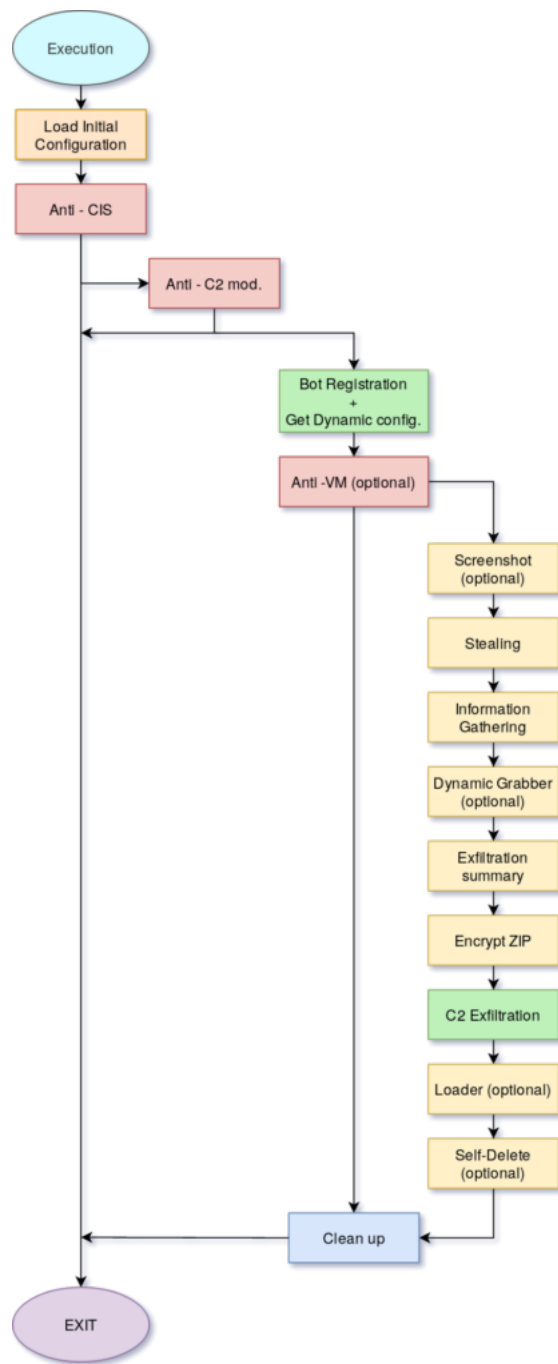 Execution
Load Initial
Configuration
Anti - CIS
Anti - C2 mod.
Bot Registration
+
Get Dynamic config.
Anti -VM (optional)
Screenshot
(optional)
Stealing
Information
Gathering
Dynamic Grabber
(optional)
Exfiltration
summary
Encrypt ZIP
C2 Exfiltration
Loader (optional)
Self-Delete
(optional)
Clean up
EXIT